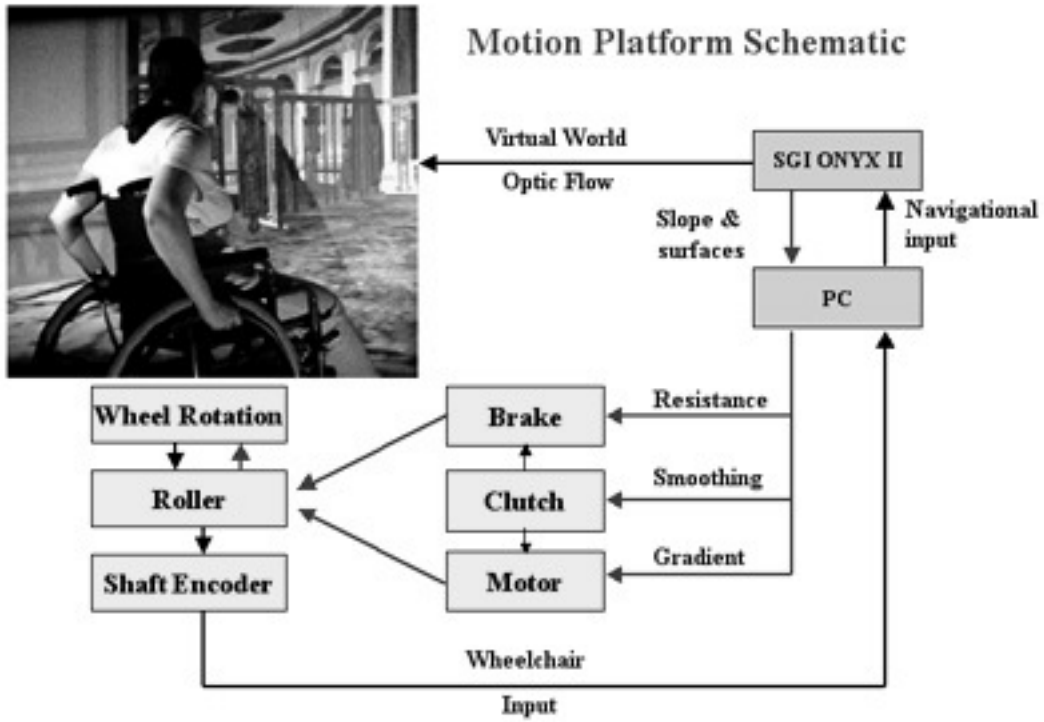 Motion Platform Schematic
Virtual World
Optic Flow
SGI ONYX II
Slope &
surfaces
Navigational
input
PC
Wheel Rotation
Brake
Resistance
Roller
Clutch
Smoothing
Shaft Encoder
Motor
Gradient
Wheelchair
Input